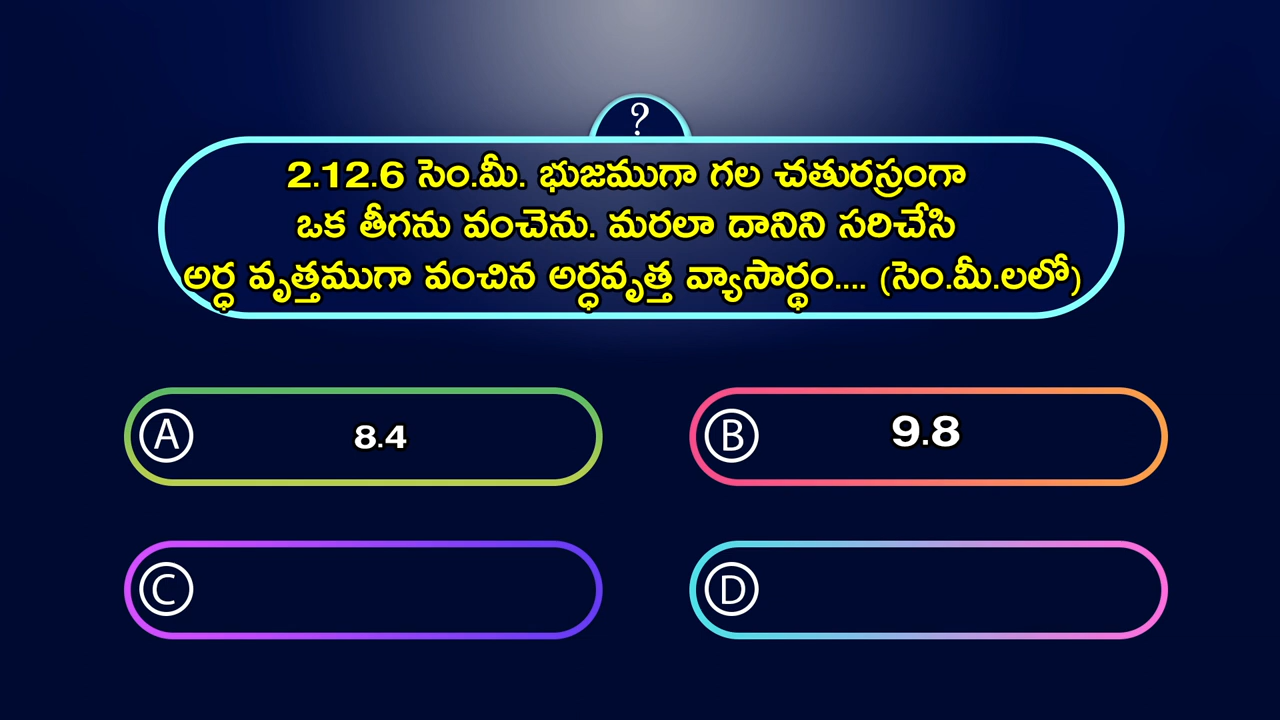 ?
2.12.6 సెం.మీ. భుజముగా గల చతురస్రంగా
ఒక తీగను వంచెను. మరలా దానిని సరిచేసి
అర్ధ వృత్తముగా వంచిన అర్ధవృత్త వ్యాసార్థం.... (సెం.మీ.లలో)
A 8.4
B 9.8
C
D